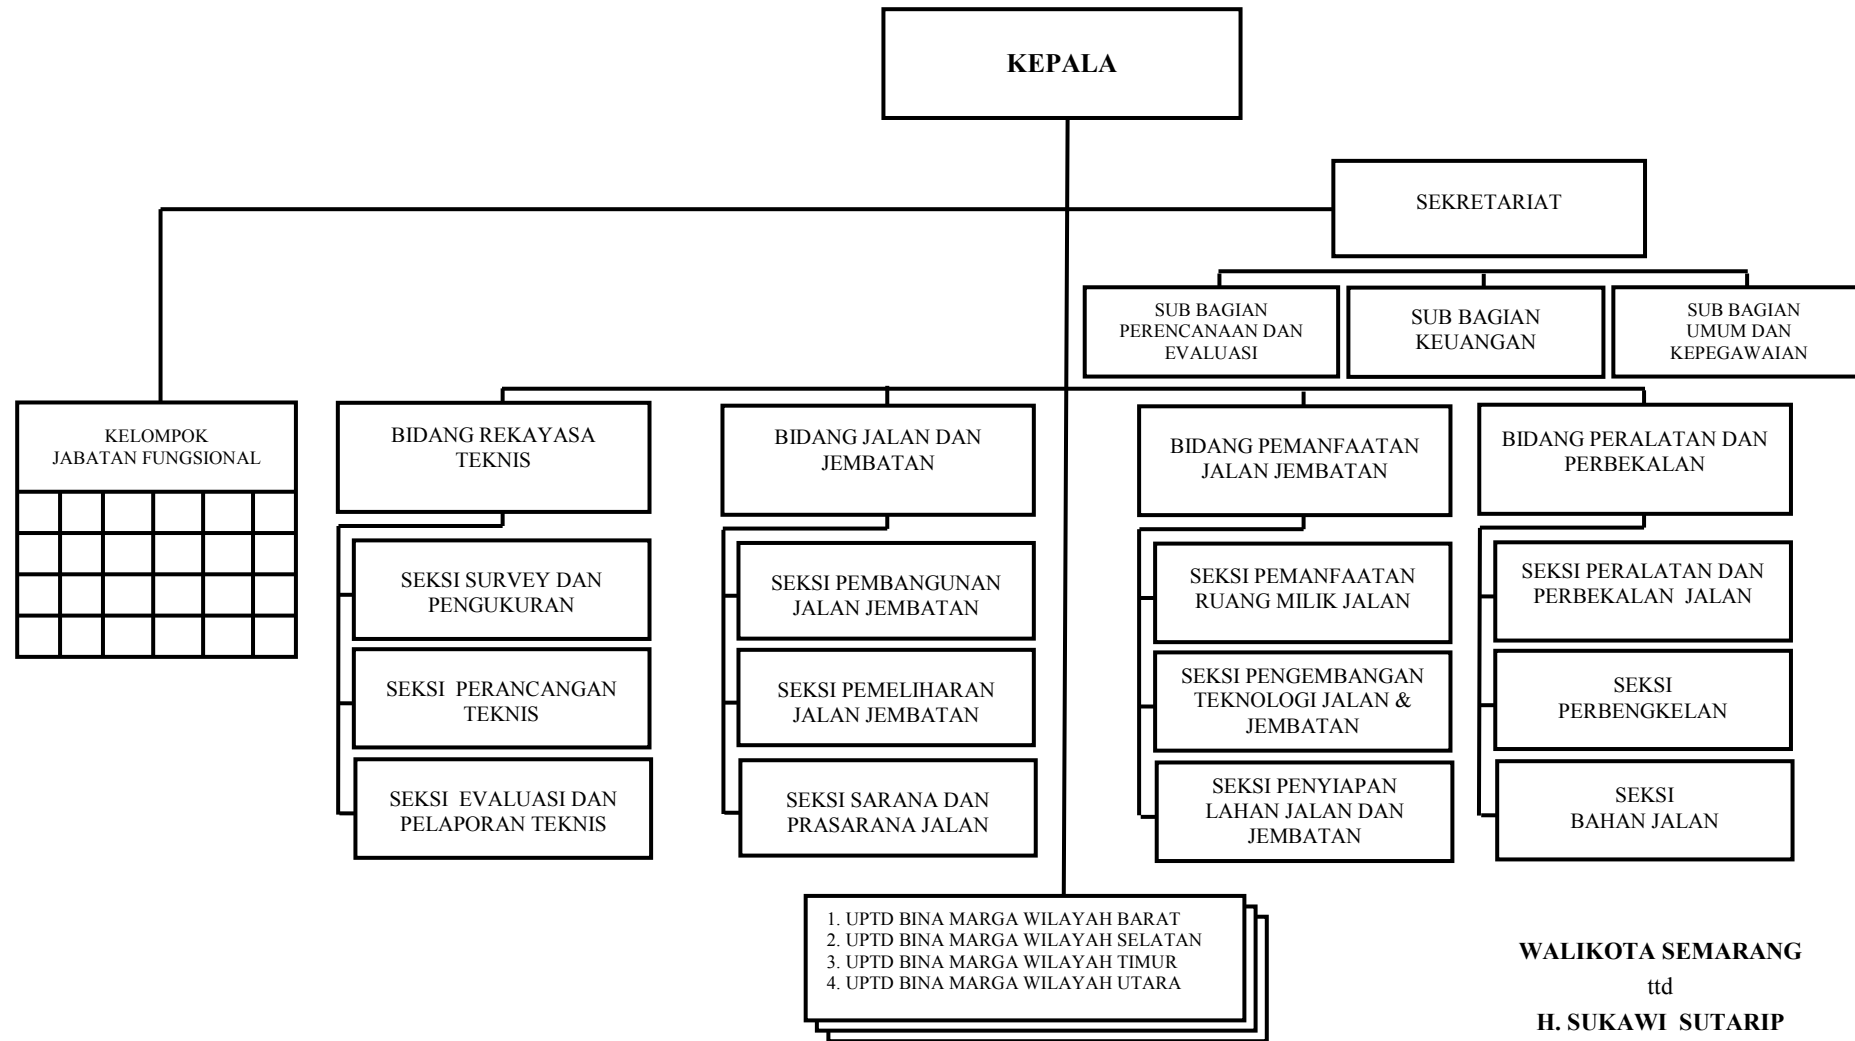 KEPALA
SEKRETARIAT
SUB BAGIAN
PERENCANAAN DAN
EVALUASI
SUB BAGIAN
KEUANGAN
SUB BAGIAN
UMUM DAN
KEPEGAWAIAN
KELOMPOK
JABATAN FUNGSIONAL
BIDANG REKAYASA
TEKNIS
SEKSI SURVEY DAN
PENGUKURAN
SEKSI PERANCANGAN
TEKNIS
SEKSI EVALUASI DAN
PELAPORAN TEKNIS
BIDANG JALAN DAN
JEMBATAN
SEKSI PEMBANGUNAN
JALAN JEMBATAN
SEKSI PEMELIHARAN
JALAN JEMBATAN
SEKSI SARANA DAN
PRASARANA JALAN
BIDANG PEMANFAATAN
JALAN JEMBATAN
SEKSI PEMANFAATAN
RUANG MILIK JALAN
SEKSI PENGEMBANGAN
TEKNOLOGI JALAN &
JEMBATAN
SEKSI PENYIAPAN
LAHAN JALAN DAN
JEMBATAN
BIDANG PERALATAN DAN
PERBEKALAN
SEKSI PERALATAN DAN
PERBEKALAN JALAN
SEKSI
PERBENGKELAN
SEKSI
BAHAN JALAN
1. UPTD BINA MARGA WILAYAH BARAT
2. UPTD BINA MARGA WILAYAH SELATAN
3. UPTD BINA MARGA WILAYAH TIMUR
4. UPTD BINA MARGA WILAYAH UTARA
WALIKOTA SEMARANG
ttd
H. SUKAWI SUTARIP